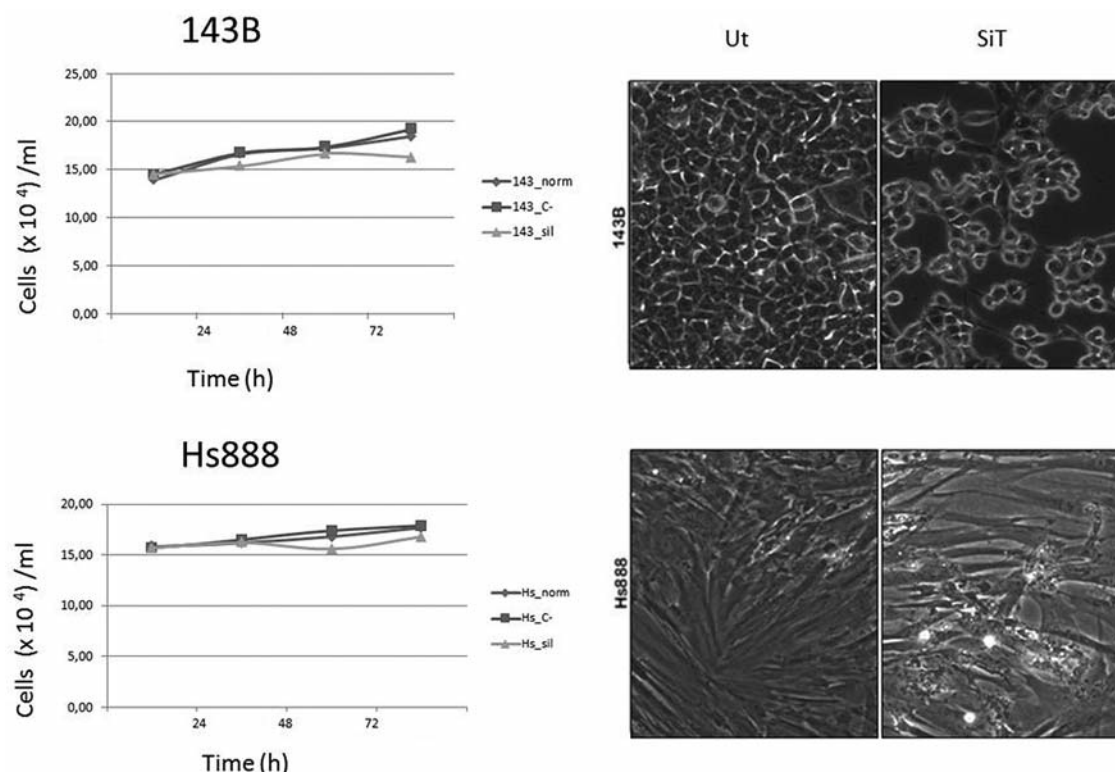 143B
25,00
20,00
15,00
10,00
5,00
0,00
24 48 72
Cells (x 10 4) /ml
Time (h)
143_norm
143_C-
143_sil
Ut SiT
143B
Hs888
20,00
15,00
10,00
5,00
0,00
24 48 72
Cells (x 10 4) /ml
Time (h)
Hs_norm
Hs_C-
Hs_sil
Hs888